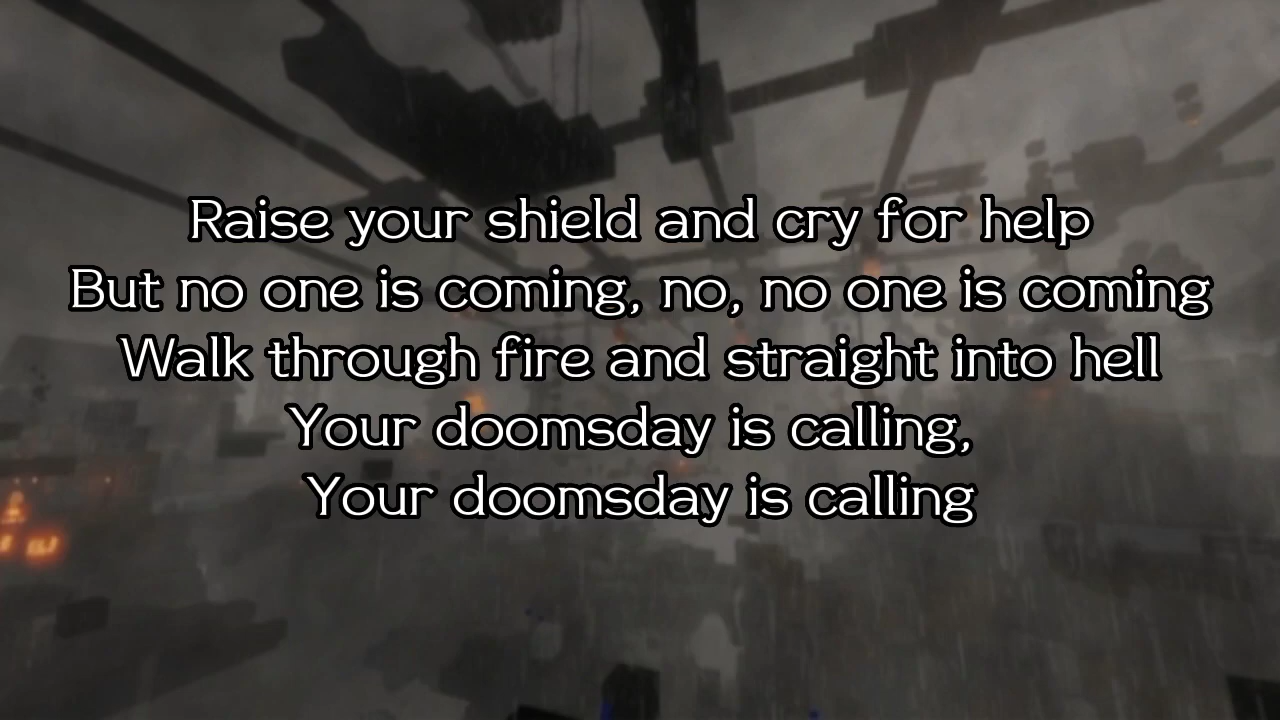 Raise your shield and cry for help
But no one is coming, no, no one is coming
Walk through fire and straight into hell
Your doomsday is calling,
Your doomsday is calling